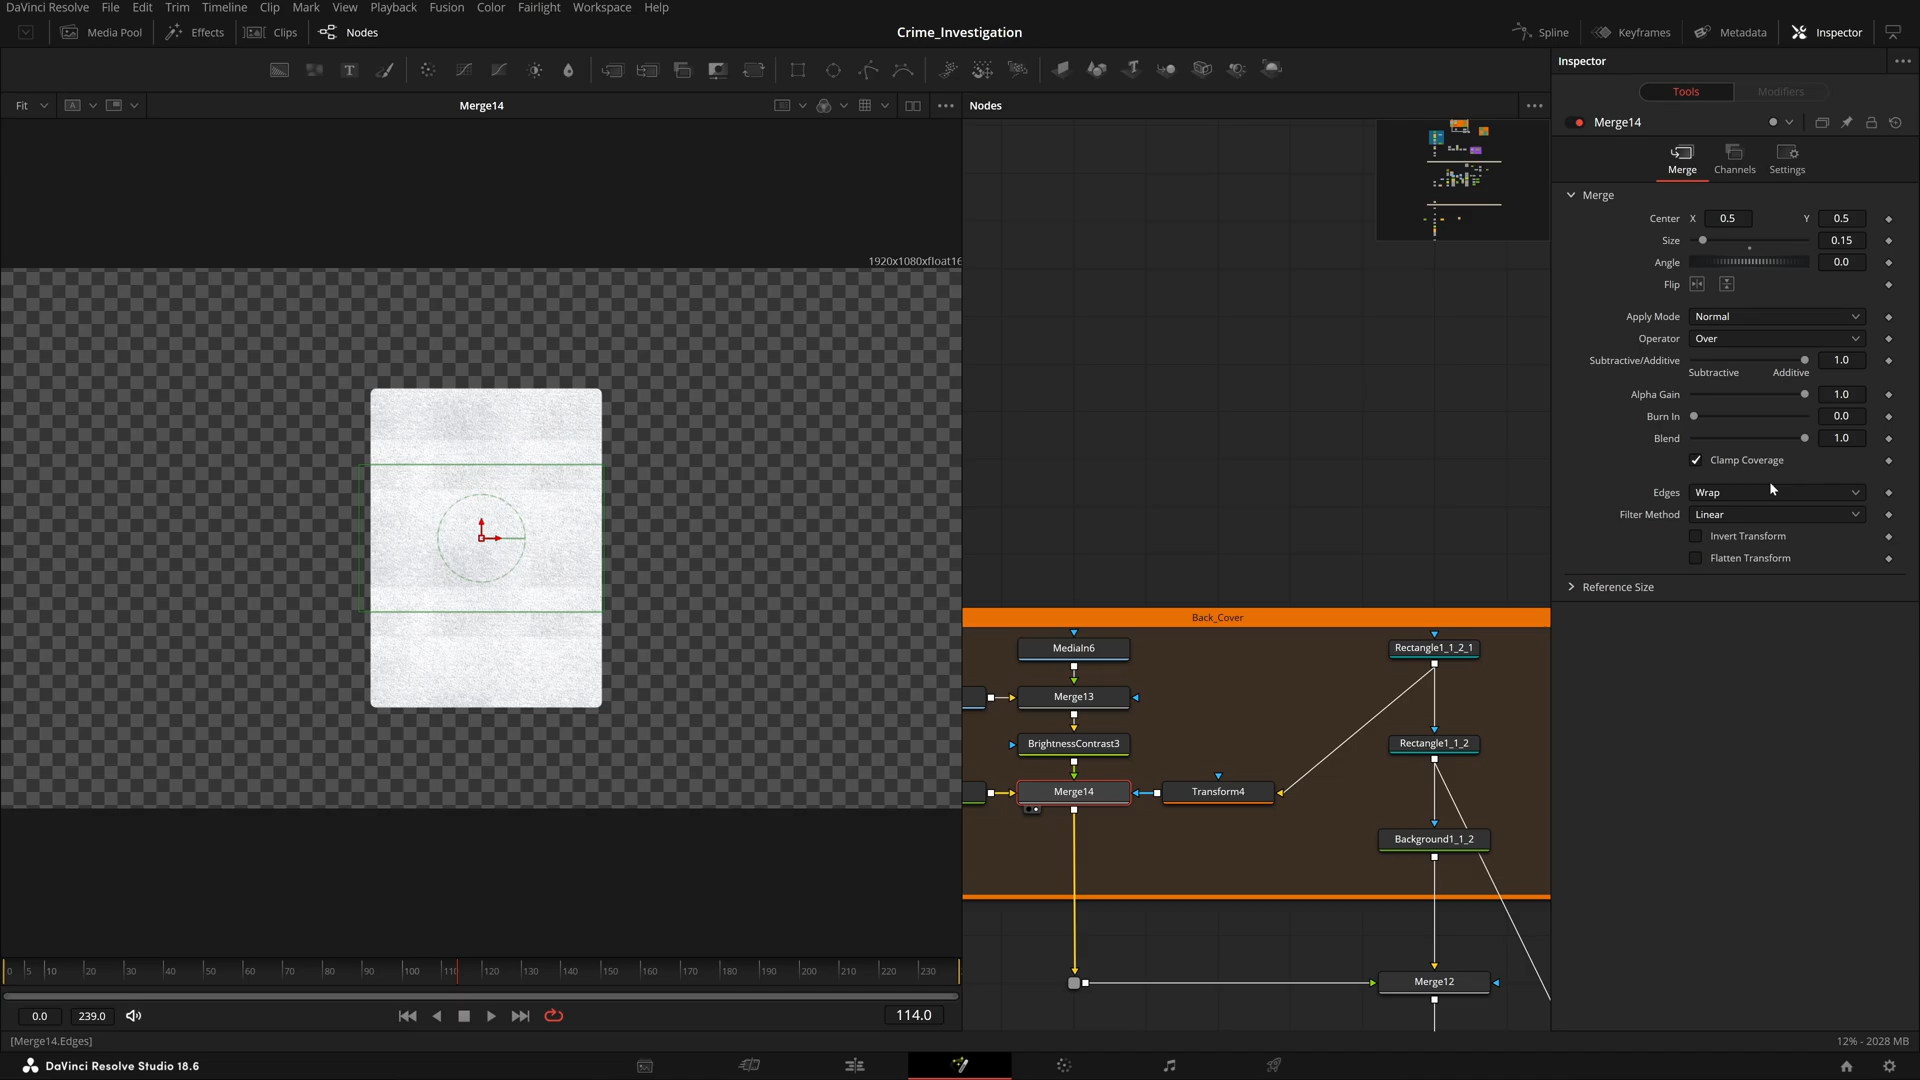 DaVinci Resolve File Edit Trim Timeline Clip Mark View Playback Fusion Color Fairlight Workspace Help
Media Pool Effects Clips Nodes Crime_Investigation Spline Keyframes Metadata Inspector
Inspector
T
Tools Modifiers
Fit A Merge14 Nodes
Merge14
Merge Channels Settings
Merge
Center X 0.5 Y 0.5
Size 0.15
1920x1080xfloat16
Angle 0.0
Flip
Apply Mode Normal
Operator Over
Subtractive/Additive 1.0
Subtractive Additive
Alpha Gain 1.0
Burn In 0.0
Blend 1.0
Clamp Coverage
Edges Wrap
Filter Method Linear
Invert Transform
Flatten Transform
Reference Size
Back_Cover
MediaIn6 Rectangle1_1_2_1
Merge13
BrightnessContrast3 Rectangle1_1_2
Merge14 Transform4
Background1_1_2
0 5 10 20 30 40 50 60 70 80 90 100 110 120 130 140 150 160 170 180 190 200 210 220 230
Merge12
0.0 239.0 114.0
[Merge14.Edges] 12% - 2028 MB
DaVinci Resolve Studio 18.6